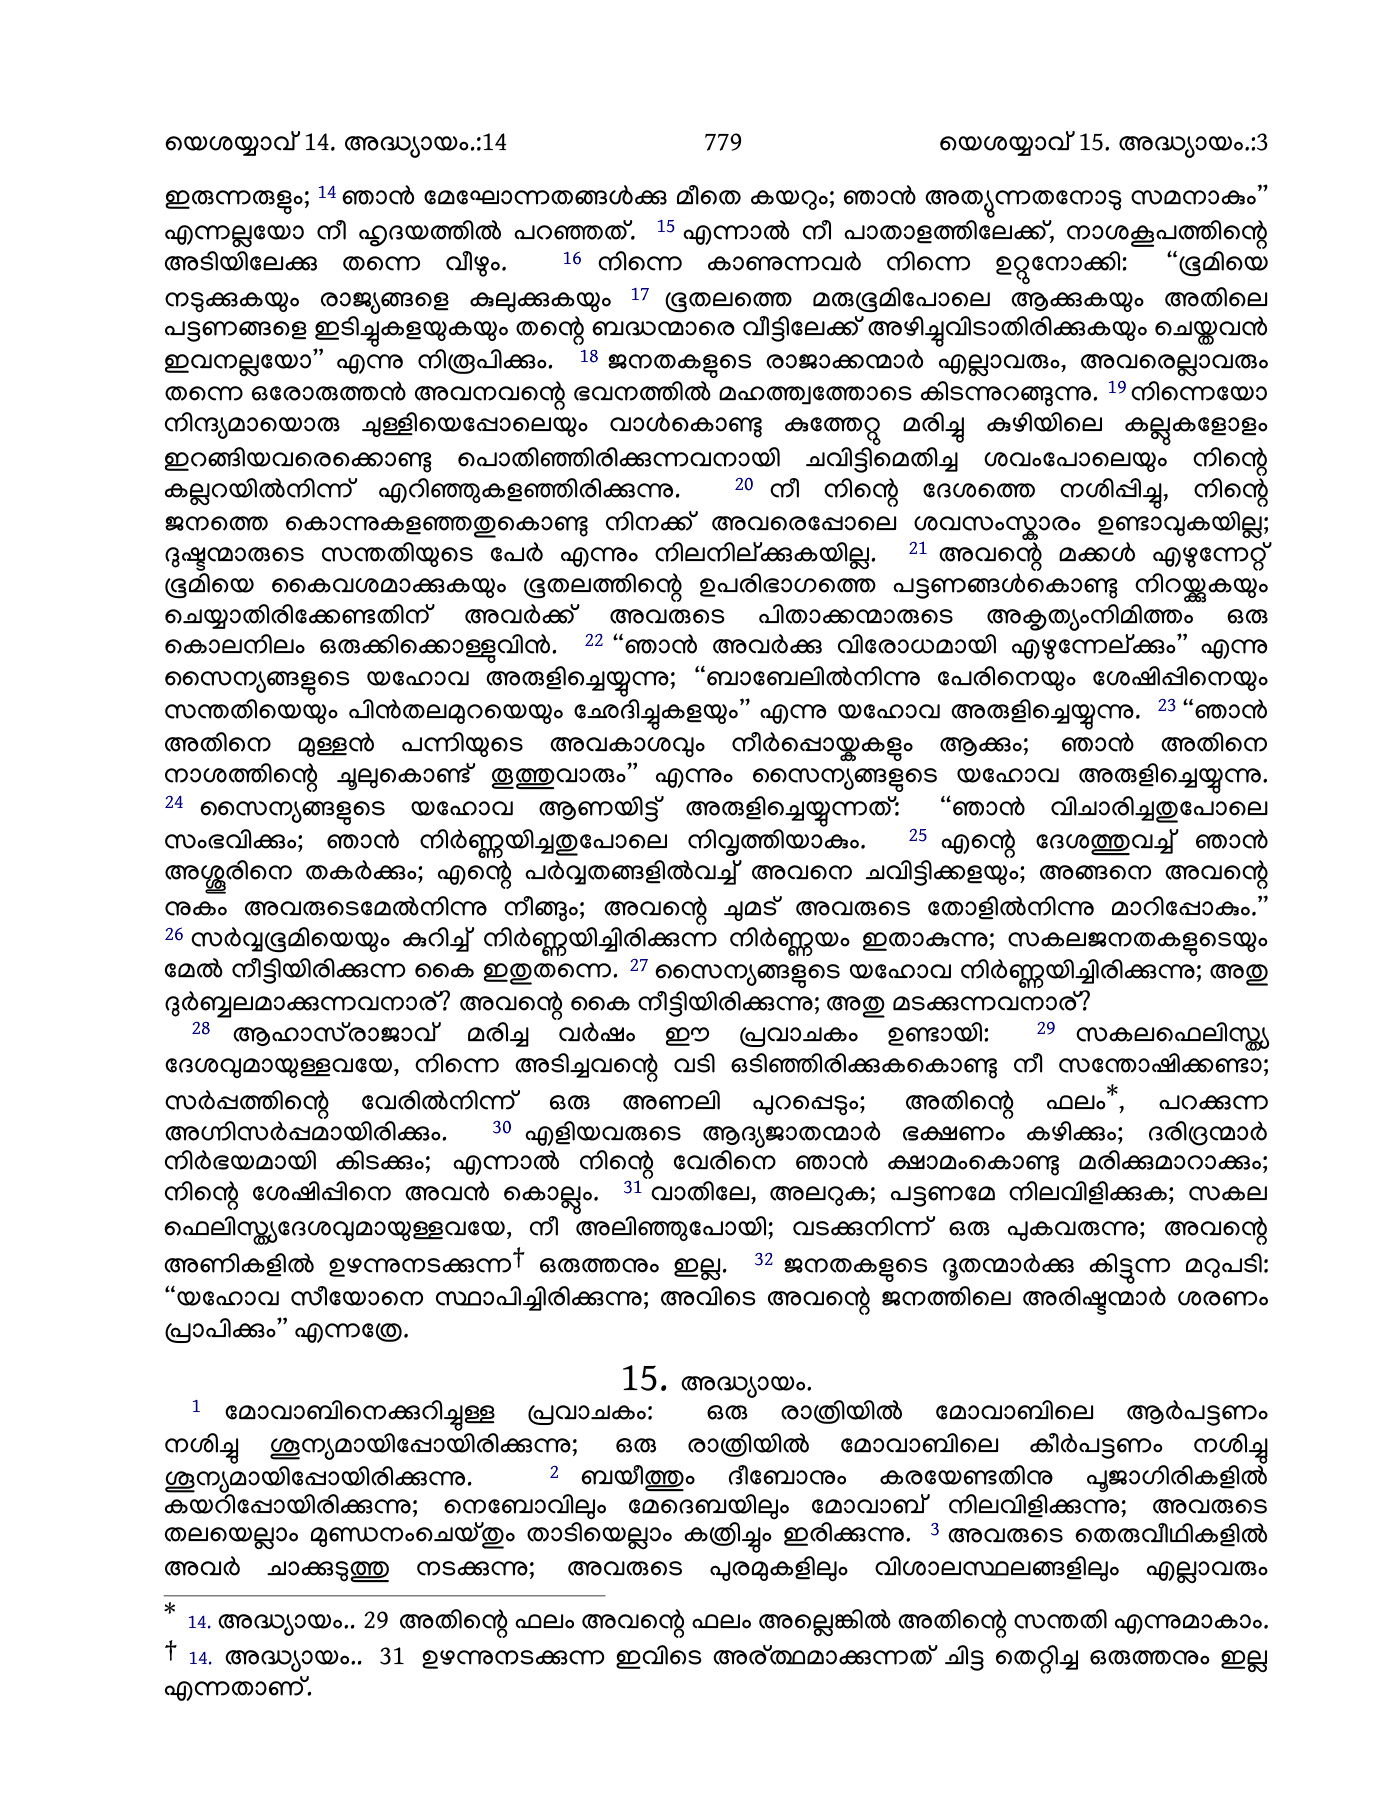 യെശയ്യാവ് 14. അദ്ധ്യായം.:14 779 യെശയ്യാവ് 15. അദ്ധ്യായം.:3
ഇരുന്നരുളും; 14 ഞാൻ മേഘോന്നതങ്ങൾക്കു മീതെ കയറും; ഞാൻ അത്യുന്നതനോടു സമനാകും”
എന്നല്ലയോ നീ ഹൃദയത്തിൽ പറഞ്ഞത്. 15 എന്നാൽ നീ പാതാളത്തിലേക്ക്, നാശകൂപത്തിന്റെ
അടിയിലേക്കു തന്നെ വീഴും. 16 നിന്നെ കാണുന്നവർ നിന്നെ ഉറ്റുനോക്കി: “ഭൂമിയെ
നടുക്കുകയും രാജ്യങ്ങളെ കുലുക്കുകയും 17 ഭൂതലത്തെ മരുഭൂമിപോലെ ആക്കുകയും അതിലെ
പട്ടണങ്ങളെ ഇടിച്ചുകളയുകയും തന്റെ ബദ്ധന്മാരെ വീട്ടിലേക്ക് അഴിച്ചുവിടാതിരിക്കുകയും ചെയ്തവൻ
ഇവനല്ലയോ” എന്നു നിരൂപിക്കും. 18 ജനതകളുടെ രാജാക്കന്മാർ എല്ലാവരും, അവരെല്ലാവരും
തന്നെ ഒരോരുത്തൻ അവനവന്റെ ഭവനത്തിൽ മഹത്ത്വത്തോടെ കിടന്നുറങ്ങുന്നു. 19 നിന്നെയോ
നിന്ദ്യമായൊരു ചുള്ളിയെപ്പോലെയും വാൾകൊണ്ടു കുത്തേറ്റു മരിച്ചു കുഴിയിലെ കല്ലുകളോളം
ഇറങ്ങിയവരെക്കൊണ്ടു പൊതിഞ്ഞിരിക്കുന്നവനായി ചവിട്ടിമെതിച്ച ശവംപോലെയും നിന്റെ
കല്ലറയിൽനിന്ന് എറിഞ്ഞുകളഞ്ഞിരിക്കുന്നു. 20 നീ നിന്റെ ദേശത്തെ നശിപ്പിച്ചു, നിന്റെ
ജനത്തെ കൊന്നുകളഞ്ഞതുകൊണ്ടു നിനക്ക് അവരെപ്പോലെ ശവസംസ്കാരം ഉണ്ടാവുകയില്ല;
ദുഷ്ടന്മാരുടെ സന്തതിയുടെ പേർ എന്നും നിലനില്ക്കുകയില്ല. 21 അവന്റെ മക്കൾ എഴുന്നേറ്റ്
ഭൂമിയെ കൈവശമാക്കുകയും ഭൂതലത്തിന്റെ ഉപരിഭാഗത്തെ പട്ടണങ്ങൾകൊണ്ടു നിറയ്ക്കുകയും
ചെയ്യാതിരിക്കേണ്ടതിന് അവർക്ക് അവരുടെ പിതാക്കന്മാരുടെ അകൃത്യംനിമിത്തം ഒരു
കൊലനിലം ഒരുക്കിക്കൊള്ളുവിൻ. 22 “ഞാൻ അവർക്കു വിരോധമായി എഴുന്നേല്ക്കും” എന്നു
സൈന്യങ്ങളുടെ യഹോവ അരുളിച്ചെയ്യുന്നു; “ബാബേലിൽനിന്നു പേരിനെയും ശേഷിപ്പിനെയും
സന്തതിയെയും പിൻതലമുറയെയും ഛേദിച്ചുകളയും” എന്നു യഹോവ അരുളിച്ചെയ്യുന്നു. 23 “ഞാൻ
അതിനെ മുള്ളൻ പന്നിയുടെ അവകാശവും നീർപ്പൊയ്കകളും ആക്കും; ഞാൻ അതിനെ
നാശത്തിന്റെ ചൂലുകൊണ്ട് തൂത്തുവാരും” എന്നും സൈന്യങ്ങളുടെ യഹോവ അരുളിച്ചെയ്യുന്നു.
24 സൈന്യങ്ങളുടെ യഹോവ ആണയിട്ട് അരുളിച്ചെയ്യുന്നത്: “ഞാൻ വിചാരിച്ചതുപോലെ
സംഭവിക്കും; ഞാൻ നിർണ്ണയിച്ചതുപോലെ നിവൃത്തിയാകും. 25 എന്റെ ദേശത്തുവച്ച് ഞാൻ
അശ്ശൂരിനെ തകർക്കും; എന്റെ പർവ്വതങ്ങളിൽവച്ച് അവനെ ചവിട്ടിക്കളയും; അങ്ങനെ അവന്റെ
നുകം അവരുടെമേൽനിന്നു നീങ്ങും; അവന്റെ ചുമട് അവരുടെ തോളിൽനിന്നു മാറിപ്പോകും.”
26 സർവ്വഭൂമിയെയും കുറിച്ച് നിർണ്ണയിച്ചിരിക്കുന്ന നിർണ്ണയം ഇതാകുന്നു; സകലജനതകളുടെയും
മേൽ നീട്ടിയിരിക്കുന്ന കൈ ഇതുതന്നെ. 27 സൈന്യങ്ങളുടെ യഹോവ നിർണ്ണയിച്ചിരിക്കുന്നു; അതു
ദുർബ്ബലമാക്കുന്നവനാര്? അവന്റെ കൈ നീട്ടിയിരിക്കുന്നു; അതു മടക്കുന്നവനാര്?
28 ആഹാസ്‌രാജാവ് മരിച്ച വർഷം ഈ പ്രവാചകം ഉണ്ടായി: 29 സകലഫെലിസ്ത്യ
ദേശവുമായുള്ളവയേ, നിന്നെ അടിച്ചവന്റെ വടി ഒടിഞ്ഞിരിക്കുകകൊണ്ടു നീ സന്തോഷിക്കണ്ടാ;
സർപ്പത്തിന്റെ വേരിൽനിന്ന് ഒരു അണലി പുറപ്പെടും; അതിന്റെ ഫലം*, പറക്കുന്ന
അഗ്നിസർപ്പമായിരിക്കും. 30 എളിയവരുടെ ആദ്യജാതന്മാർ ഭക്ഷണം കഴിക്കും; ദരിദ്രന്മാർ
നിർഭയമായി കിടക്കും; എന്നാൽ നിന്റെ വേരിനെ ഞാൻ ക്ഷാമംകൊണ്ടു മരിക്കുമാറാക്കും;
നിന്റെ ശേഷിപ്പിനെ അവൻ കൊല്ലും. 31 വാതിലേ, അലറുക; പട്ടണമേ നിലവിളിക്കുക; സകല
ഫെലിസ്ത്യദേശവുമായുള്ളവയേ, നീ അലിഞ്ഞുപോയി; വടക്കുനിന്ന് ഒരു പുകവരുന്നു; അവന്റെ
അണികളിൽ ഉഴന്നുനടക്കുന്ന† ഒരുത്തനും ഇല്ല. 32 ജനതകളുടെ ദൂതന്മാർക്കു കിട്ടുന്ന മറുപടി:
“യഹോവ സീയോനെ സ്ഥാപിച്ചിരിക്കുന്നു; അവിടെ അവന്റെ ജനത്തിലെ അരിഷ്ടന്മാർ ശരണം
പ്രാപിക്കും” എന്നത്രേ.
15. അദ്ധ്യായം.
1 മോവാബിനെക്കുറിച്ചുള്ള പ്രവാചകം: ഒരു രാത്രിയിൽ മോവാബിലെ ആർപട്ടണം
നശിച്ചു ശൂന്യമായിപ്പോയിരിക്കുന്നു; ഒരു രാത്രിയിൽ മോവാബിലെ കീർപട്ടണം നശിച്ചു
ശൂന്യമായിപ്പോയിരിക്കുന്നു. 2 ബയീത്തും ദീബോനും കരയേണ്ടതിനു പൂജാഗിരികളിൽ
കയറിപ്പോയിരിക്കുന്നു; നെബോവിലും മേദെബയിലും മോവാബ് നിലവിളിക്കുന്നു; അവരുടെ
തലയെല്ലാം മുണ്ഡനംചെയ്‌തും താടിയെല്ലാം കത്രിച്ചും ഇരിക്കുന്നു. 3 അവരുടെ തെരുവീഥികളിൽ
അവർ ചാക്കുടുത്തു നടക്കുന്നു; അവരുടെ പുരമുകളിലും വിശാലസ്ഥലങ്ങളിലും എല്ലാവരും
* 14. അദ്ധ്യായം.. 29 അതിന്റെ ഫലം അവന്റെ ഫലം അല്ലെങ്കിൽ അതിന്റെ സന്തതി എന്നുമാകാം.
† 14. അദ്ധ്യായം.. 31 ഉഴന്നുനടക്കുന്ന ഇവിടെ അര്‍ത്ഥമാക്കുന്നത് ചിട്ട തെറ്റിച്ച ഒരുത്തനും ഇല്ല
എന്നതാണ്.